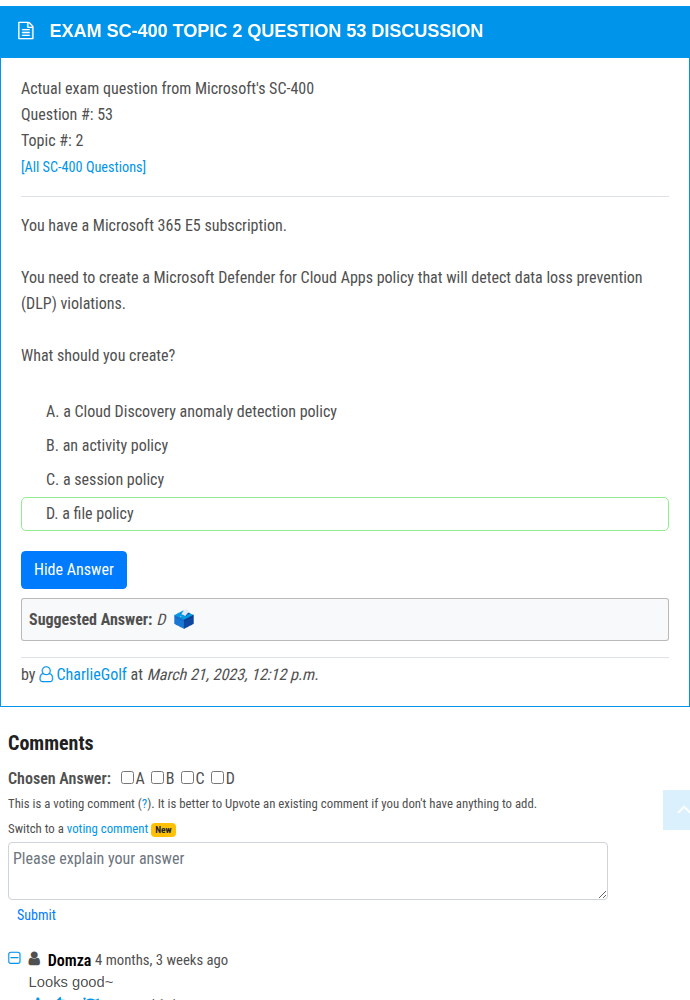 EXAM SC-400 TOPIC 2 QUESTION 53 DISCUSSION
Actual exam question from Microsoft's SC-400
Question #: 53
Topic #: 2
[All SC-400 Questions]
You have a Microsoft 365 E5 subscription.
You need to create a Microsoft Defender for Cloud Apps policy that will detect data loss prevention
(DLP) violations.
What should you create?
A. a Cloud Discovery anomaly detection policy
B. an activity policy
C. a session policy
D. a file policy
Hide Answer
Suggested Answer: D
by CharlieGolf at March 21, 2023, 12:12 p.m.
Comments
Chosen Answer: A B C D
This is a voting comment (?). It is better to Upvote an existing comment if you don't have anything to add.
Switch to a voting comment New
Please explain your answer
Submit
Domza 4 months, 3 weeks ago
Looks good~